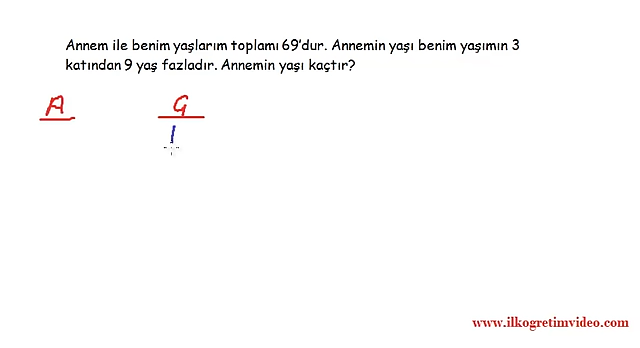 Annem ile benim yaşlarım toplamı 69’dur. Annemin yaşı benim yaşımın 3
katından 9 yaş fazladır. Annemin yaşı kaçtır?
A G
1
www.ilkogretimvideo.com